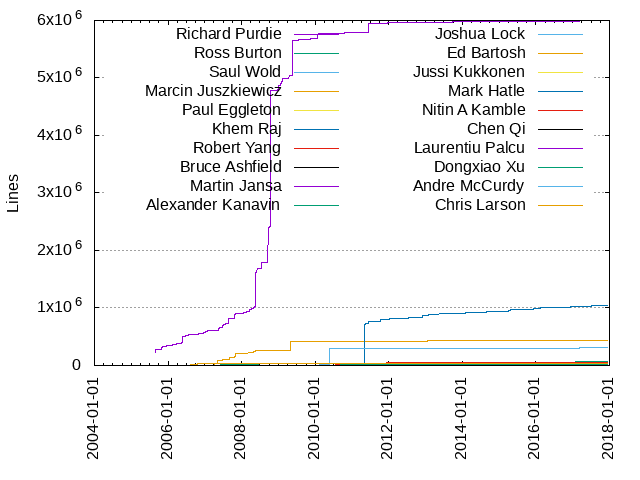 6x10 6
5x10 6
4x10 6
3x10 6
2x10 6
1x10 6
0
Lines
Richard Purdie
Ross Burton
Saul Wold
Marcin Juszkiewicz
Paul Eggleton
Khem Raj
Robert Yang
Bruce Ashfield
Martin Jansa
Alexander Kanavin
Joshua Lock
Ed Bartosh
Jussi Kukkonen
Mark Hatle
Nitin A Kamble
Chen Qi
Laurentiu Palcu
Dongxiao Xu
Andre McCurdy
Chris Larson
2004-01-01
2006-01-01
2008-01-01
2010-01-01
2012-01-01
2014-01-01
2016-01-01
2018-01-01